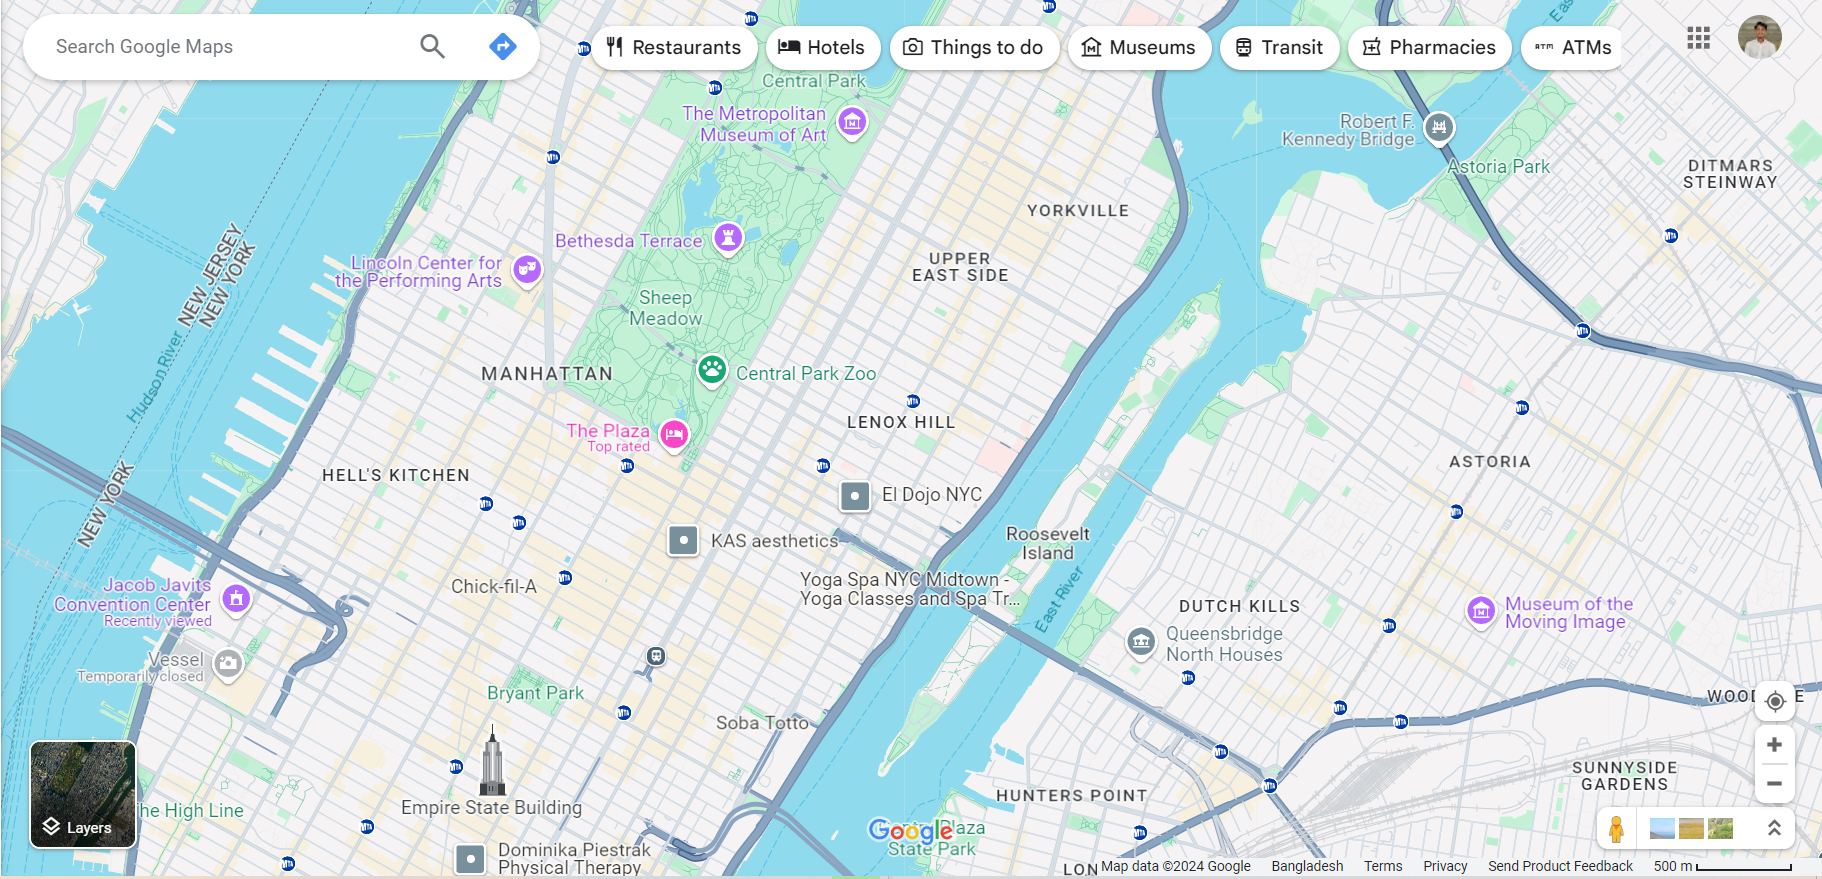 Search Google Maps
Restaurants
Hotels
Things to do
Museums
Transit
Pharmacies
ATM
ATMs
East
Central Park
The Metropolitan
Museum of Art
Robert F.
Kennedy Bridge
Astoria Park
DITMARS
STEINWAY
YORKVILLE
Bethesda Terrace
UPPER
EAST SIDE
Lincoln Center for
the Performing Arts
NEW JERSEY
NEW YORK
Sheep
Meadow
Hudson River
MANHATTAN
Central Park Zoo
LENOX HILL
The Plaza
Top rated
HELL'S KITCHEN
NEW YORK
ASTORIA
El Dojo NYC
KAS aesthetics
Roosevelt
Island
Chick-fil-A
Yoga Spa NYC Midtown -
Yoga Classes and Spa Tr...
East River
Jacob Javits
Convention Center
Recently viewed
DUTCH KILLS
Museum of the
Moving Image
Queensbridge
North Houses
Vessel
Temporarily closed
Bryant Park
Soba Totto
WOOD
E
SUNNYSIDE
GARDENS
HUNTERS POINT
Empire State Building
he High Line
Layers
Google
Plaza
State Park
Dominika Piestrak
Physical Therapy
LON
Map data ©2024 Google
Bangladesh
Terms
Privacy
Send Product Feedback
500 m